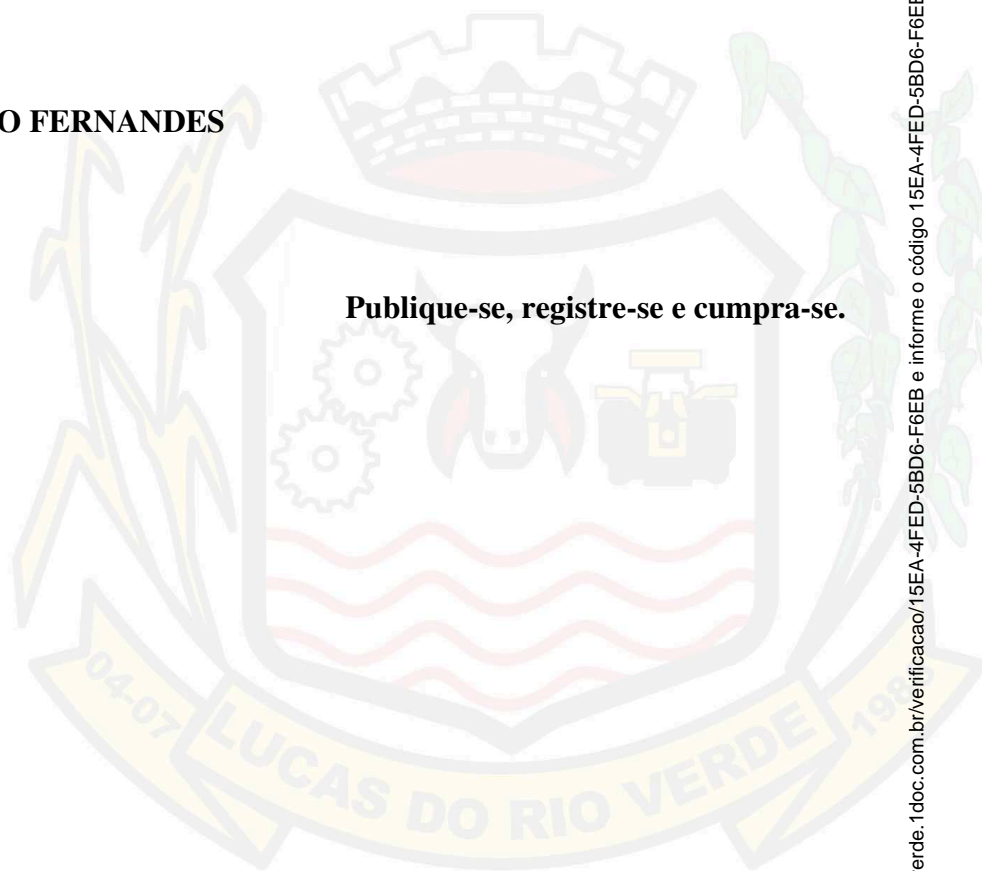 O FERNANDES
Publique-se, registre-se e cumpra-se.
04-07 LUCAS DO RIO VERDE 1988
erde.1doc.com.br/verificacao/15EA-4FED-5BD6-F6EB e informe o código 15EA-4FED-5BD6-F6EB